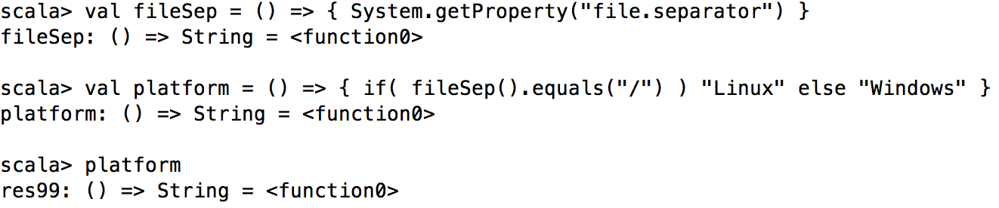 scala> val fileSep = () => { System.getProperty("file.separator") }
fileSep: () => String = <function0>
scala> val platform = () => { if( fileSep().equals("/") ) "Linux" else "Windows" }
platform: () => String = <function0>
scala> platform
res99: () => String = <function0>